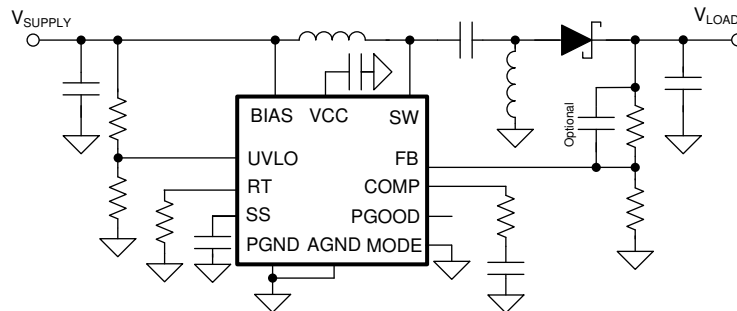 VSUPPLY
VLOAD
BIAS VCC SW
UVLO FB
Optional
RT COMP
SS PGOOD
PGND AGND MODE